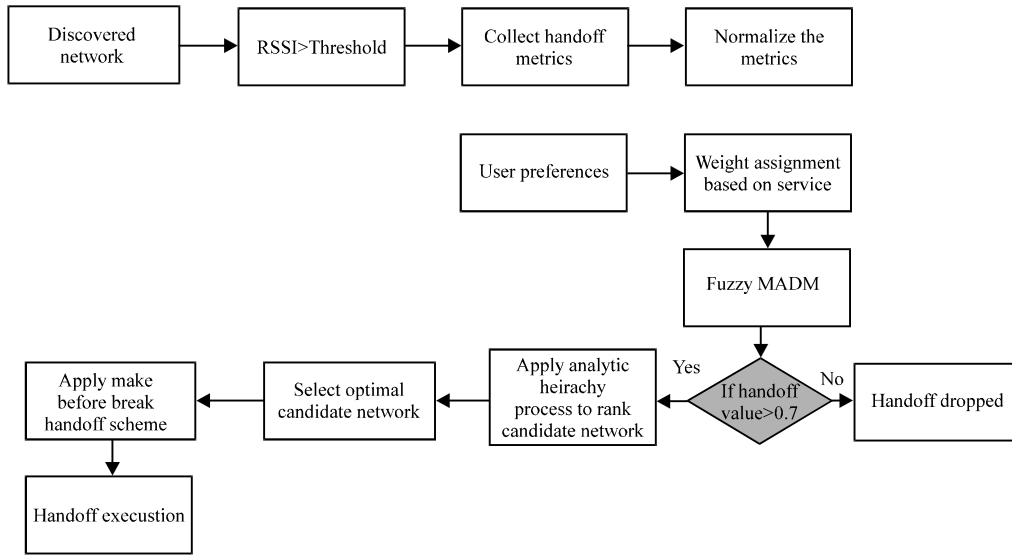 Discovered
network
RSSI>Threshold
Collect handoff
metrics
Normalize the
metrics
User preferences
Weight assignment
based on service
Fuzzy MADM
If handoff
value>0.7
Yes
No
Handoff dropped
Apply analytic
heirachy
process to rank
candidate network
Select optimal
candidate network
Apply make
before break
handoff scheme
Handoff execustion